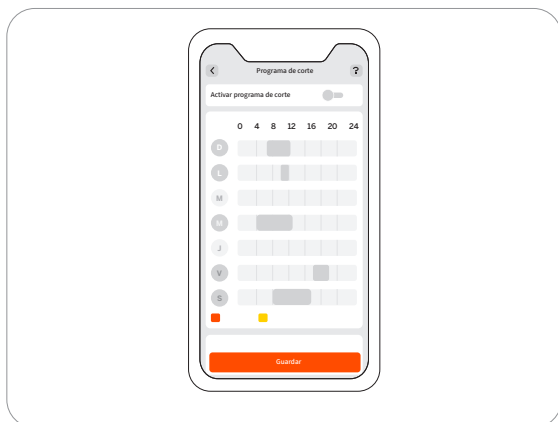 Programa de corte ?
Activar programa de corte
0 4 8 12 16 20 24
D
L
M
M
J
V
S
Guardar